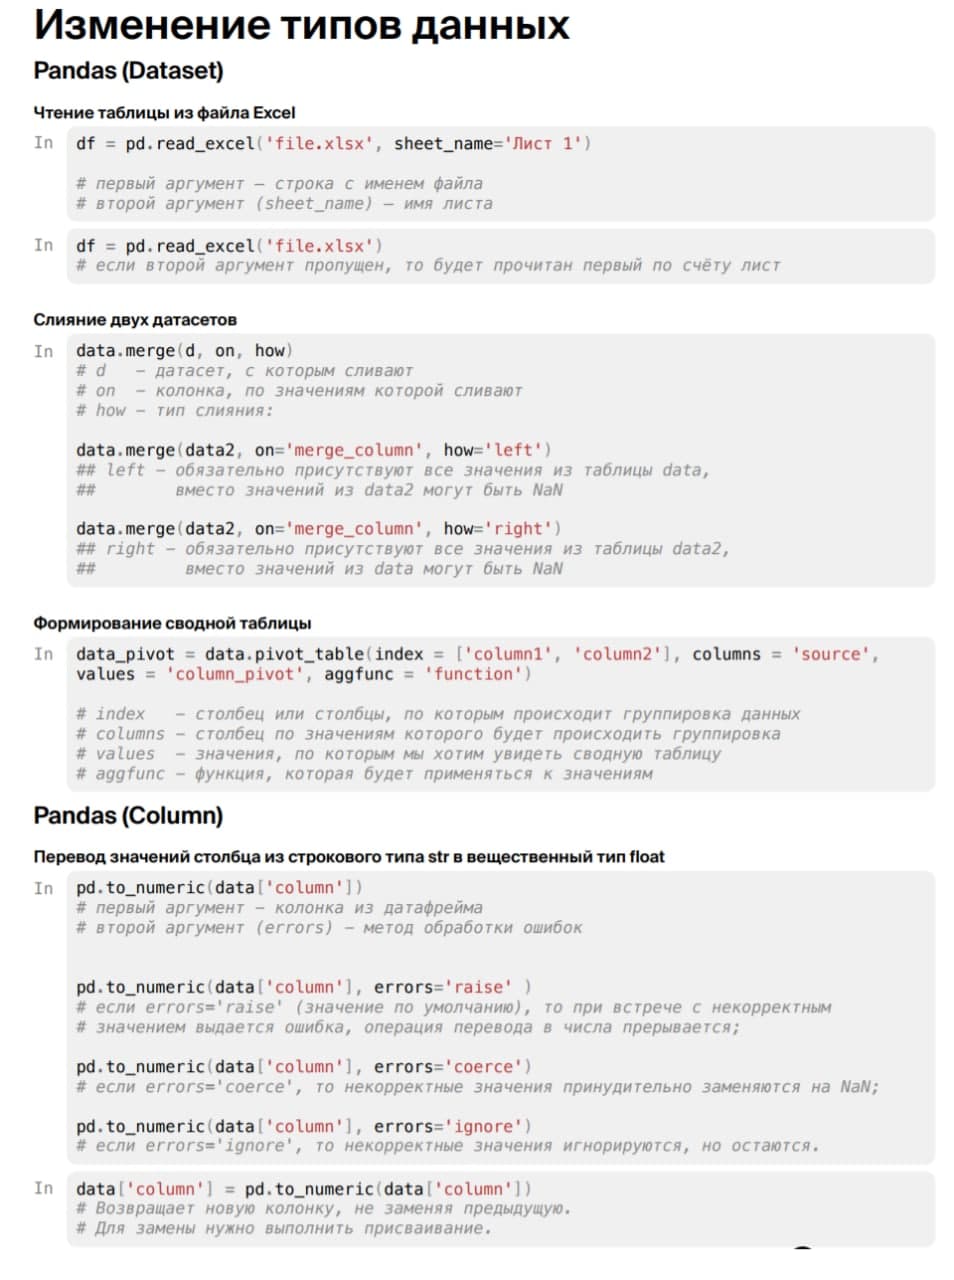 Изменение типов данных
Pandas (Dataset)
Чтение таблицы из файла Excel
In df = pd.read_excel('file.xlsx', sheet_name='Лист 1')
# первый аргумент — строка с именем файла
# второй аргумент (sheet_name) — имя листа
In df = pd.read_excel('file.xlsx')
# если второй аргумент пропущен, то будет прочитан первый по счёту лист
Слияние двух датасетов
In data.merge(d, on, how)
# d   — датасет, с которым сливают
# on  — колонка, по значениям которой сливают
# how — тип слияния:
data.merge(data2, on='merge_column', how='left')
## left — обязательно присутствуют все значения из таблицы data,
##        вместо значений из data2 могут быть NaN
data.merge(data2, on='merge_column', how='right')
## right — обязательно присутствуют все значения из таблицы data2,
##         вместо значений из data могут быть NaN
Формирование сводной таблицы
In data_pivot = data.pivot_table(index = ['column1', 'column2'], columns = 'source',
values = 'column_pivot', aggfunc = 'function')
# index   — столбец или столбцы, по которым происходит группировка данных
# columns — столбец по значениям которого будет происходить группировка
# values  — значения, по которым мы хотим увидеть сводную таблицу
# aggfunc — функция, которая будет применяться к значениям
Pandas (Column)
Перевод значений столбца из строкового типа str в вещественный тип float
In pd.to_numeric(data['column'])
# первый аргумент — колонка из датафрейма
# второй аргумент (errors) — метод обработки ошибок
pd.to_numeric(data['column'], errors='raise' )
# если errors='raise' (значение по умолчанию), то при встрече с некорректным
# значением выдается ошибка, операция перевода в числа прерывается;
pd.to_numeric(data['column'], errors='coerce')
# если errors='coerce', то некорректные значения принудительно заменяются на NaN;
pd.to_numeric(data['column'], errors='ignore')
# если errors='ignore', то некорректные значения игнорируются, но остаются.
In data['column'] = pd.to_numeric(data['column'])
# Возвращает новую колонку, не заменяя предыдущую.
# Для замены нужно выполнить присваивание.